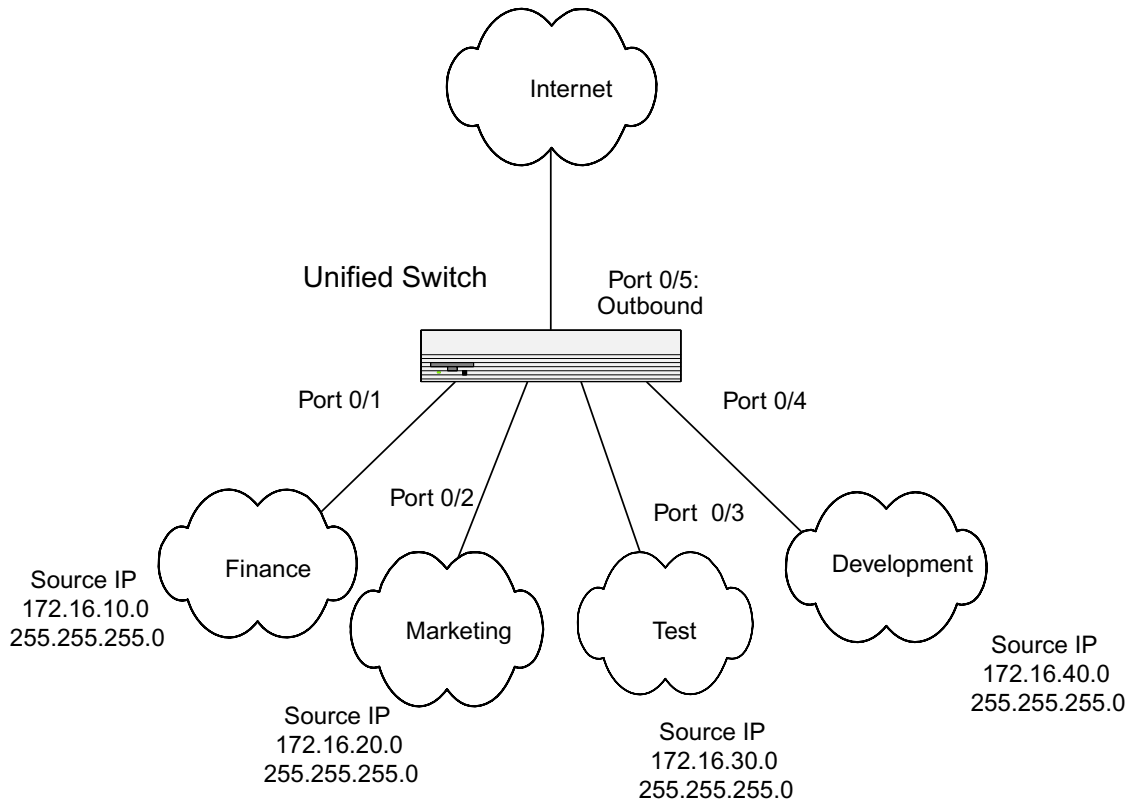 Internet
Unified Switch
Port 0/5:
Outbound
Port 0/1
Port 0/4
Port 0/2
Port 0/3
Finance
Source IP
172.16.10.0
255.255.255.0
Marketing
Source IP
172.16.20.0
255.255.255.0
Test
Source IP
172.16.30.0
255.255.255.0
Development
Source IP
172.16.40.0
255.255.255.0